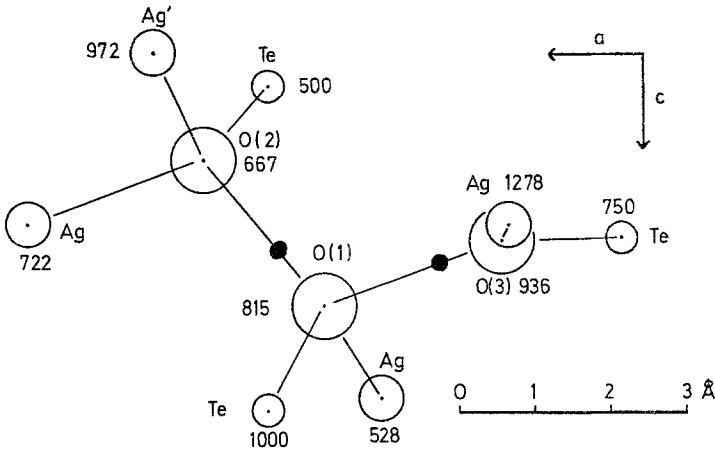 Ag′
972
Te
500
a
c
O(2)
667
Ag
722
Ag 1278
750
Te
O(3) 936
O(1)
815
Ag
528
Te
1000
0 1 2 3 Å